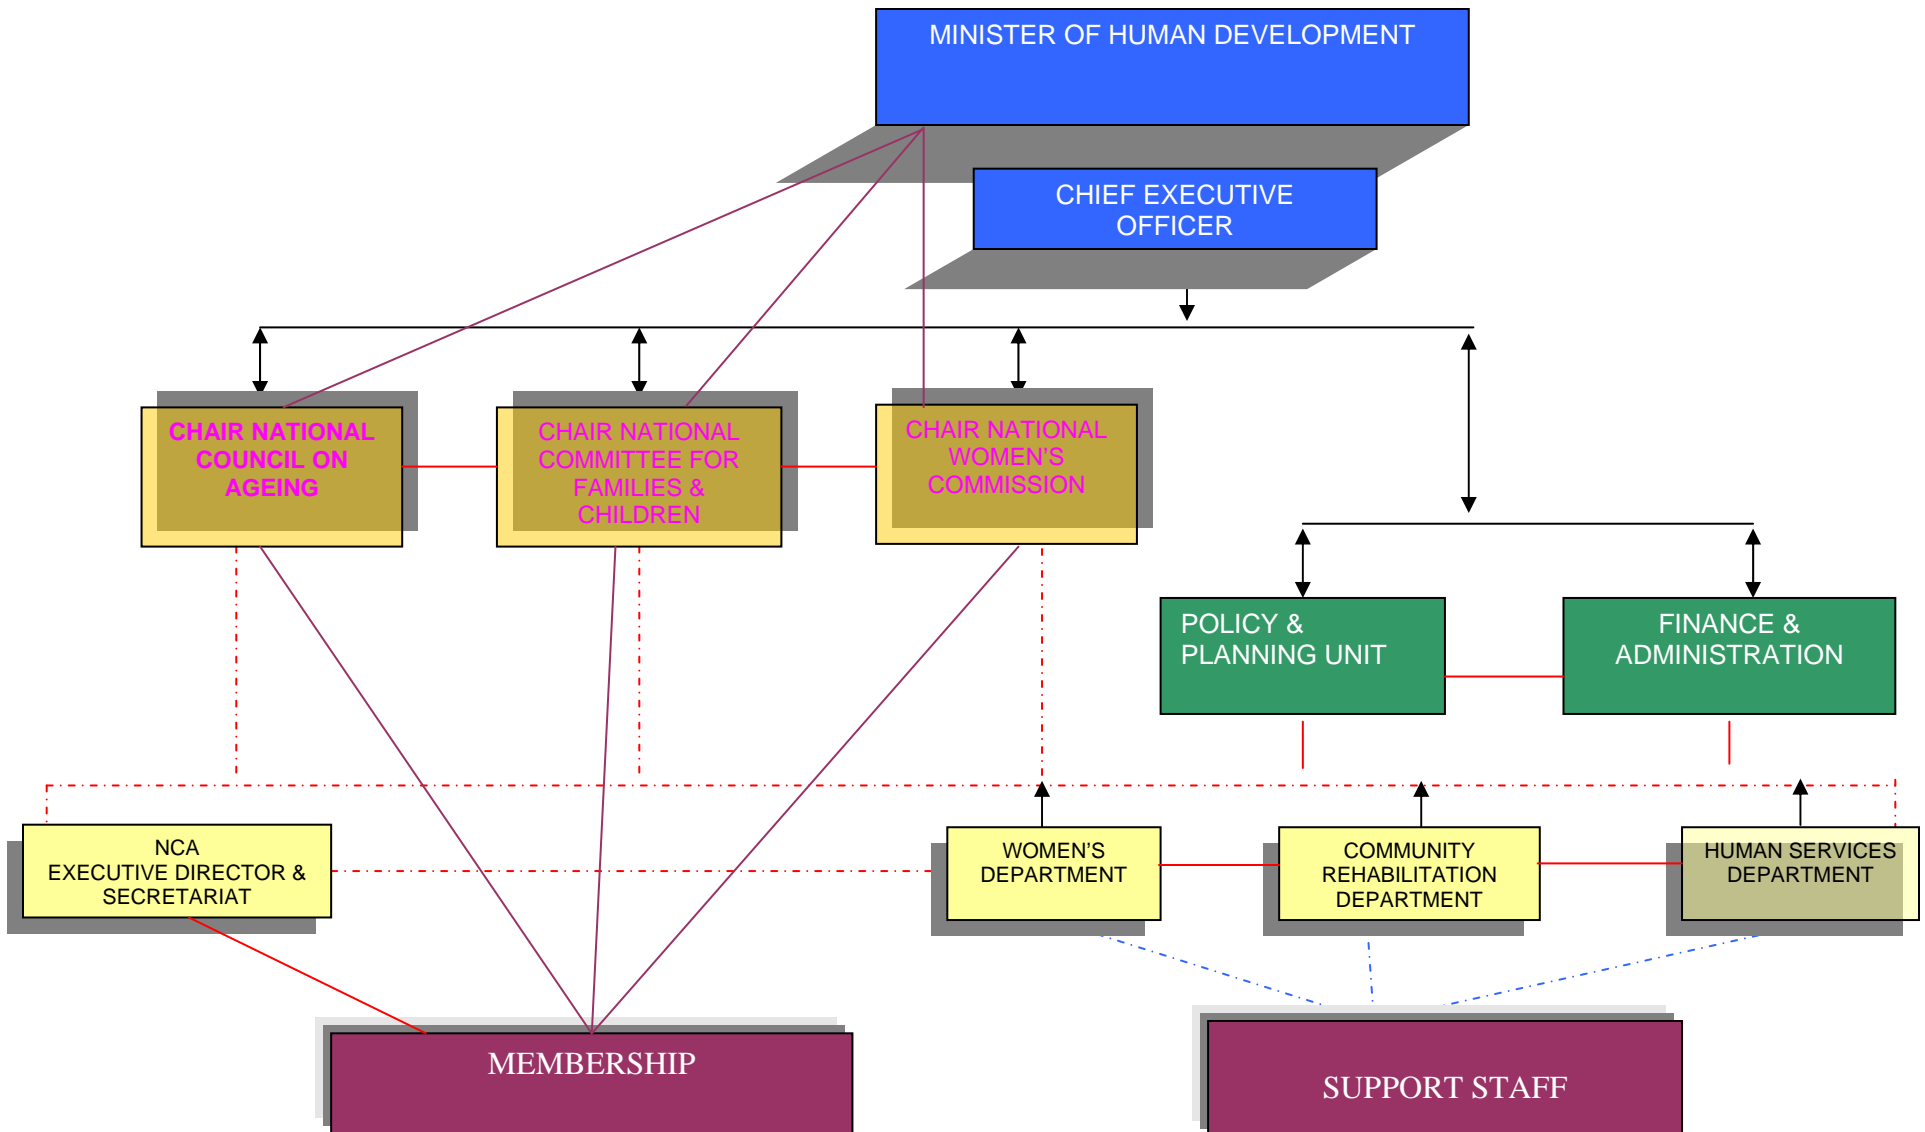 MINISTER OF HUMAN DEVELOPMENT
CHIEF EXECUTIVE
OFFICER
CHAIR NATIONAL
COUNCIL ON
AGEING
CHAIR NATIONAL
COMMITTEE FOR
FAMILIES &
CHILDREN
CHAIR NATIONAL
WOMEN'S
COMMISSION
POLICY &
PLANNING UNIT
FINANCE &
ADMINISTRATION
NCA
EXECUTIVE DIRECTOR &
SECRETARIAT
WOMEN'S
DEPARTMENT
COMMUNITY
REHABILITATION
DEPARTMENT
HUMAN SERVICES
DEPARTMENT
MEMBERSHIP
SUPPORT STAFF